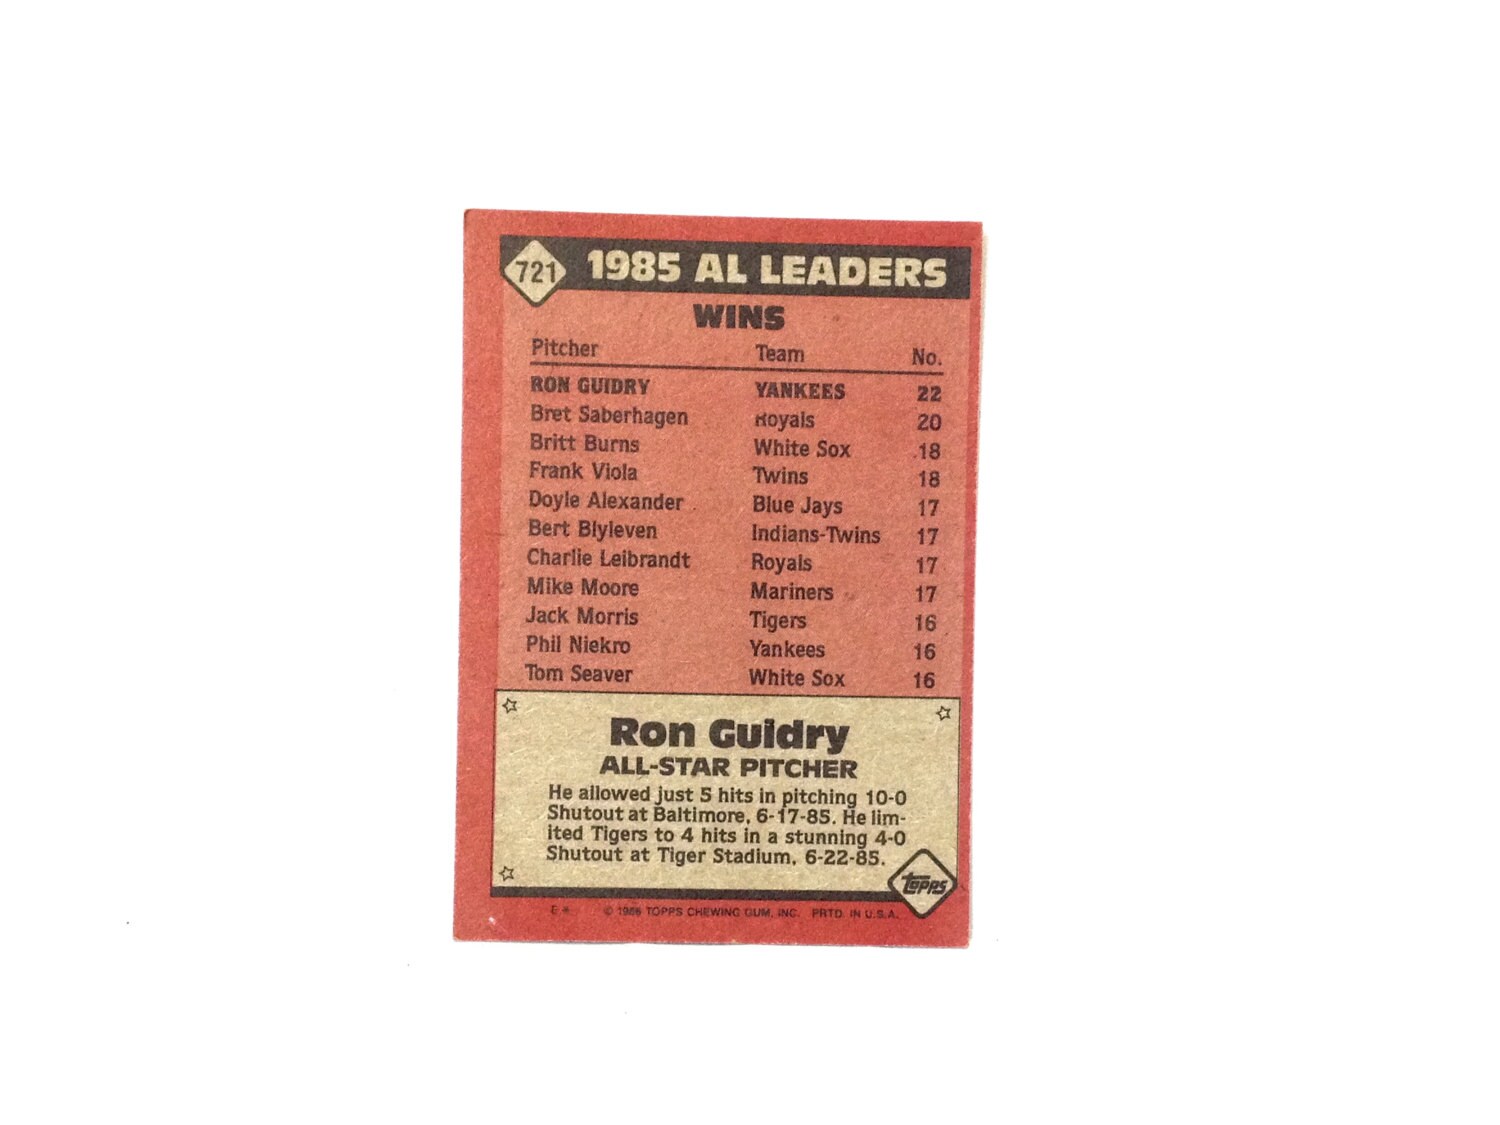 721 1985 AL LEADERS
WINS
Pitcher Team No.
RON GUIDRY YANKEES 22
Bret Saberhagen Royals 20
Britt Burns White Sox 18
Frank Viola Twins 18
Doyle Alexander Blue Jays 17
Bert Blyleven Indians-Twins 17
Charlie Leibrandt Royals 17
Mike Moore Mariners 17
Jack Morris Tigers 16
Phil Niekro Yankees 16
Tom Seaver White Sox 16
Ron Guidry
ALL-STAR PITCHER
He allowed just 5 hits in pitching 10-0
Shutout at Baltimore, 6-17-85. He lim-
ited Tigers to 4 hits in a stunning 4-0
Shutout at Tiger Stadium, 6-22-85.
TOPPS
© 1986 TOPPS CHEWING GUM, INC. PRTD. IN U.S.A.